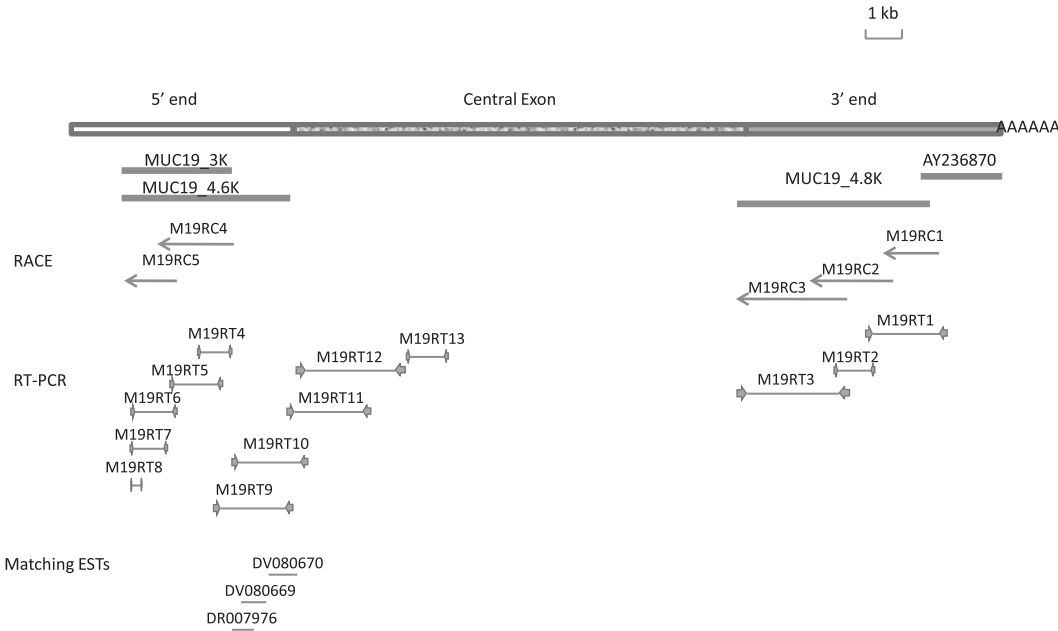 1 kb
5’ end
Central Exon
3’ end
AAAAAA
MUC19_3K
AY236870
MUC19_4.6K
MUC19_4.8K
M19RC4
M19RC1
RACE
M19RC5
M19RC2
M19RC3
M19RT1
M19RT4
M19RT13
M19RT12
M19RT2
RT-PCR
M19RT5
M19RT3
M19RT6
M19RT11
M19RT7
M19RT10
M19RT8
M19RT9
Matching ESTs
DV080670
DV080669
DR007976